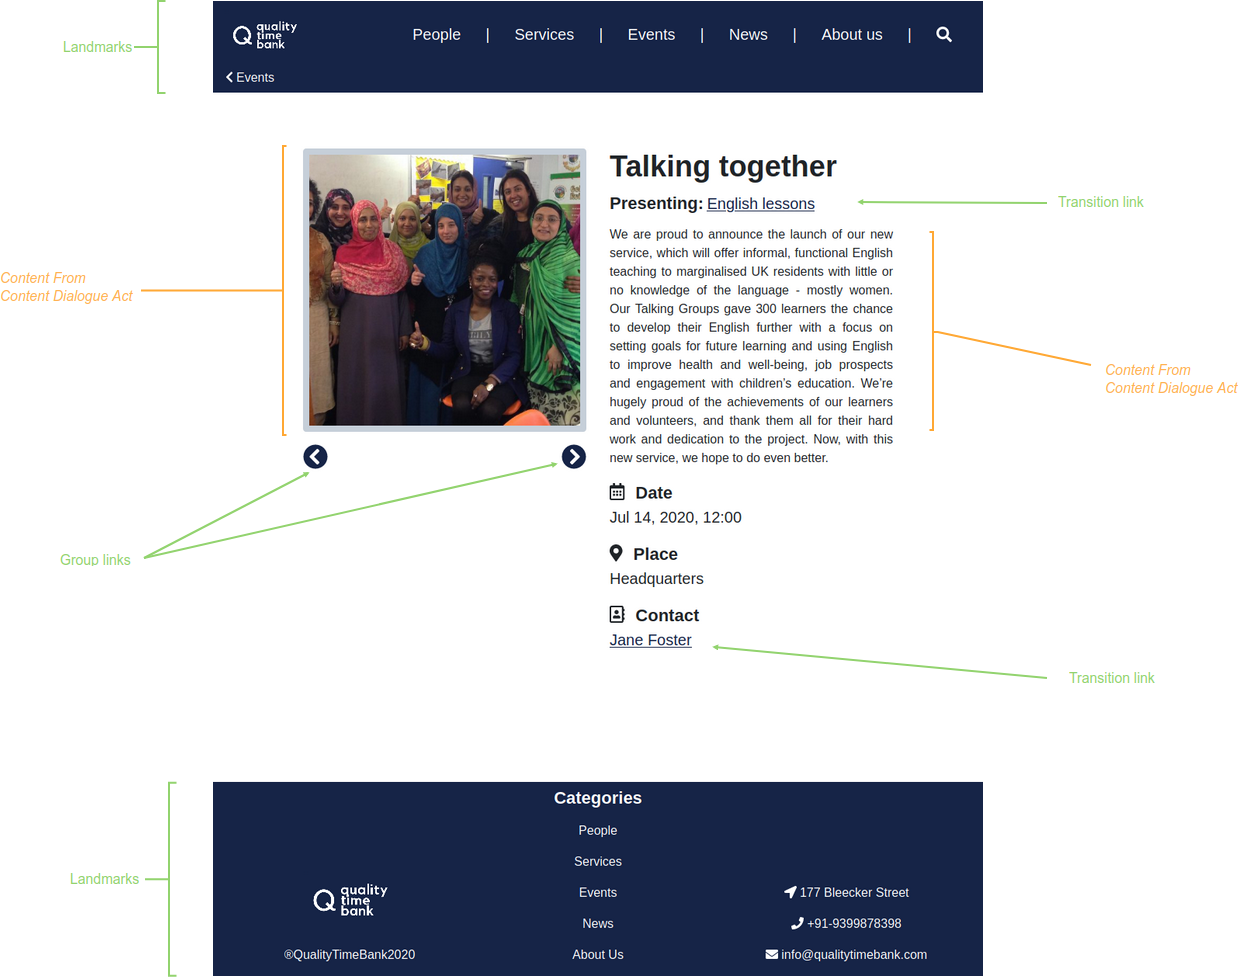 Landmarks
quality
time
bank
People | Services | Events | News | About us |
Events
Talking together
Presenting: English lessons
Transition link
We are proud to announce the launch of our new
service, which will offer informal, functional English
teaching to marginalised UK residents with little or
no knowledge of the language - mostly women.
Our Talking Groups gave 300 learners the chance
to develop their English further with a focus on
setting goals for future learning and using English
to improve health and well-being, job prospects
and engagement with children's education. We're
hugely proud of the achievements of our learners
and volunteers, and thank them all for their hard
work and dedication to the project. Now, with this
new service, we hope to do even better.
Content From
Content Dialogue Act
Content From
Content Dialogue Act
Group links
Date
Jul 14, 2020, 12:00
Place
Headquarters
Contact
Jane Foster
Transition link
Landmarks
quality
time
bank
®QualityTimeBank2020
Categories
People
Services
Events
News
About Us
177 Bleecker Street
+91-9399878398
info@qualitytimebank.com